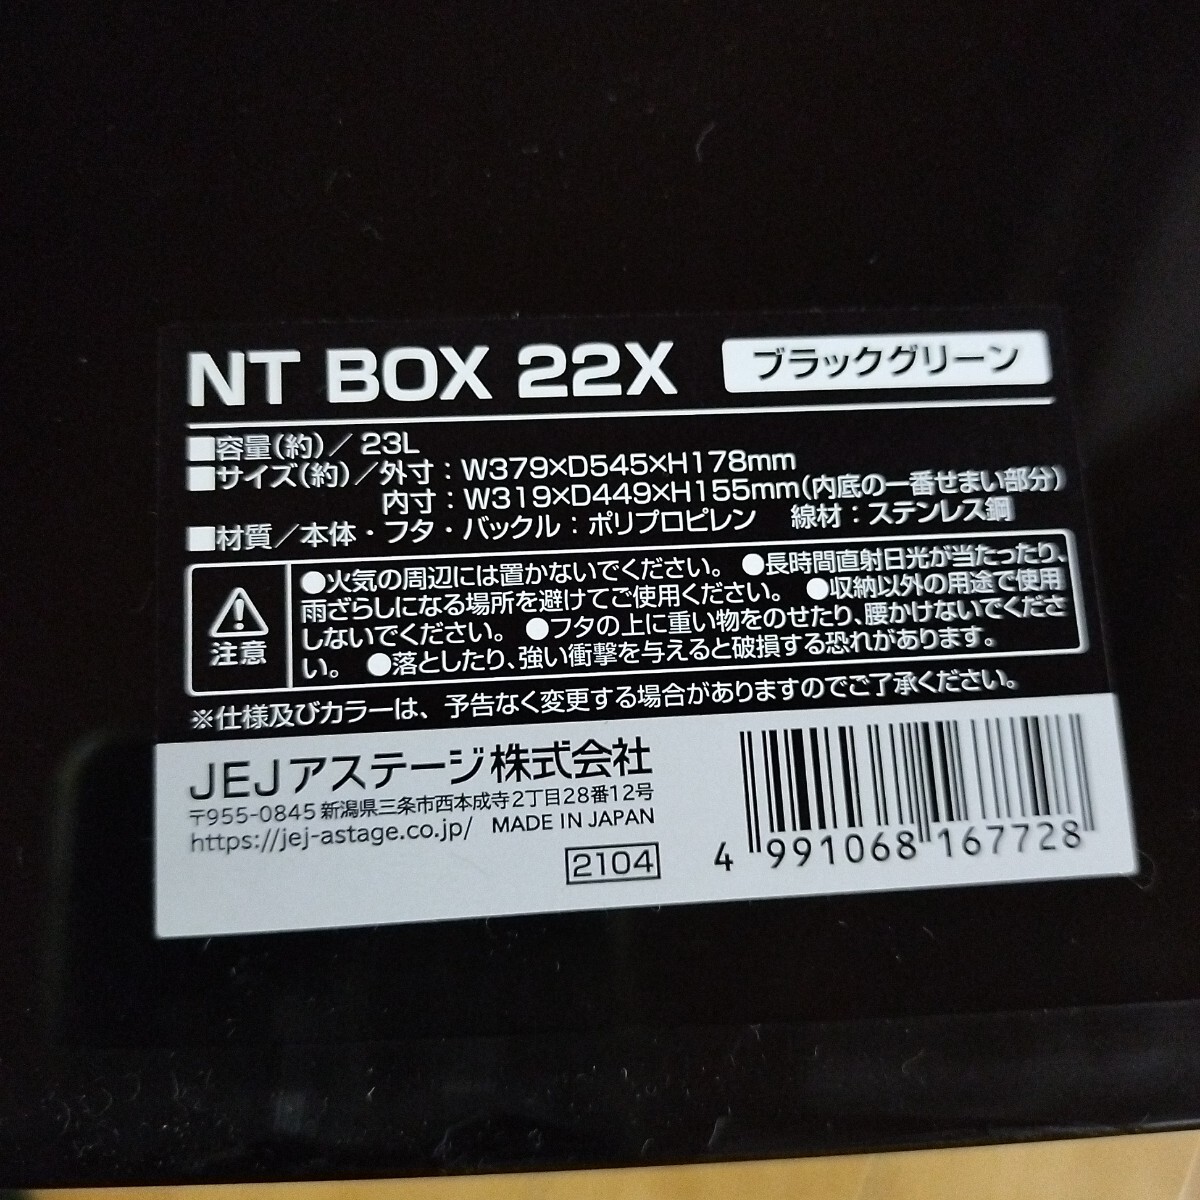 NT BOX 22X ブラックグリーン
■容量(約)／23L
■サイズ(約)／外寸：W379×D545×H178mm
内寸：W319×D449×H155mm(内底の一番せまい部分)
■材質／本体・フタ・バックル：ポリプロピレン 線材：ステンレス鋼
●火気の周辺には置かないでください。 ●長時間直射日光が当たったり、
雨ざらしになる場所を避けてご使用ください。 ●収納以外の用途で使用
しないでください。 ●フタの上に重い物をのせたり、腰かけないでくださ
い。 ●落としたり、強い衝撃を与えると破損する恐れがあります。
注意
※仕様及びカラーは、予告なく変更する場合がありますのでご了承ください。
JEJアステージ株式会社
〒955-0845 新潟県三条市西本成寺2丁目28番12号
https://jej-astage.co.jp/ MADE IN JAPAN
2104
4 991068 167728